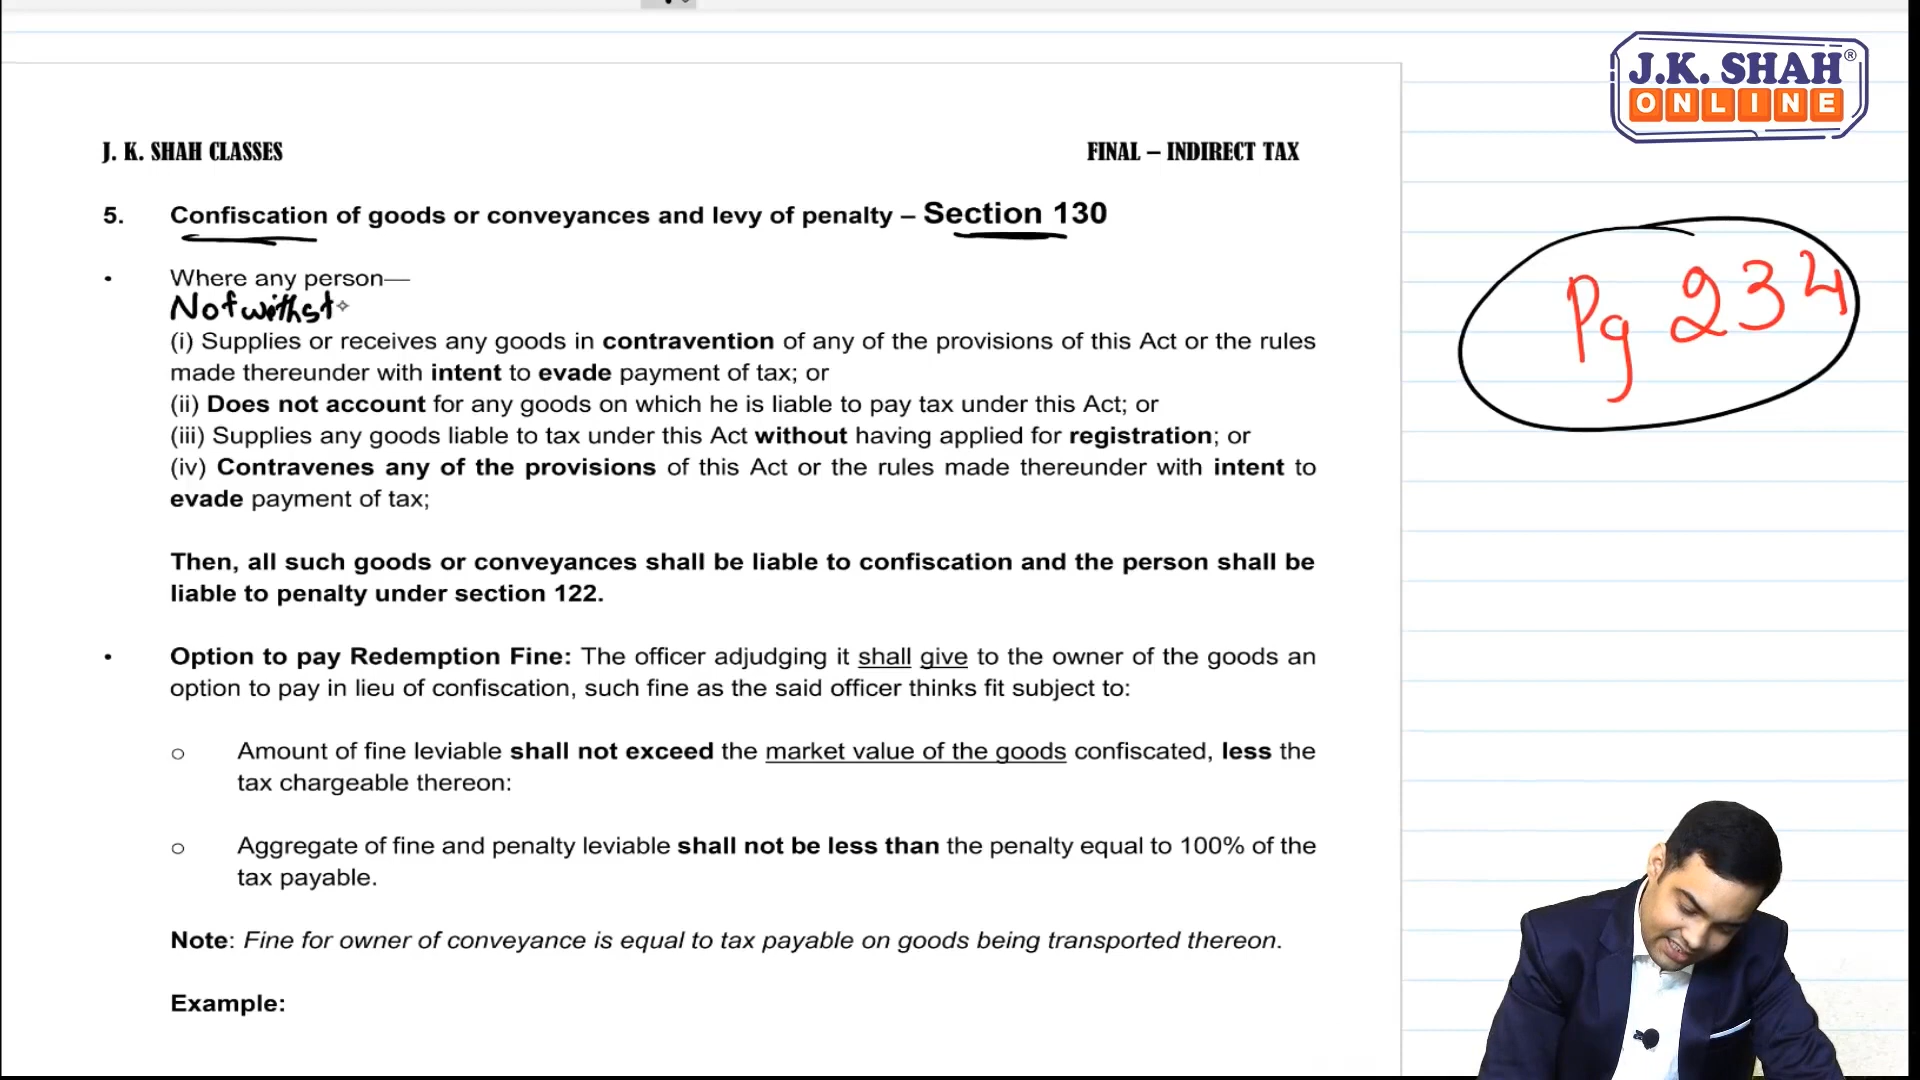 J.K. SHAH®
ONLINE
J. K. SHAH CLASSES FINAL – INDIRECT TAX
5. Confiscation of goods or conveyances and levy of penalty – Section 130
• Where any person—
Notwithst
Pg 234
(i) Supplies or receives any goods in contravention of any of the provisions of this Act or the rules
made thereunder with intent to evade payment of tax; or
(ii) Does not account for any goods on which he is liable to pay tax under this Act; or
(iii) Supplies any goods liable to tax under this Act without having applied for registration; or
(iv) Contravenes any of the provisions of this Act or the rules made thereunder with intent to
evade payment of tax;
Then, all such goods or conveyances shall be liable to confiscation and the person shall be
liable to penalty under section 122.
• Option to pay Redemption Fine: The officer adjudging it shall give to the owner of the goods an
option to pay in lieu of confiscation, such fine as the said officer thinks fit subject to:
o Amount of fine leviable shall not exceed the market value of the goods confiscated, less the
tax chargeable thereon:
o Aggregate of fine and penalty leviable shall not be less than the penalty equal to 100% of the
tax payable.
Note: Fine for owner of conveyance is equal to tax payable on goods being transported thereon.
Example: